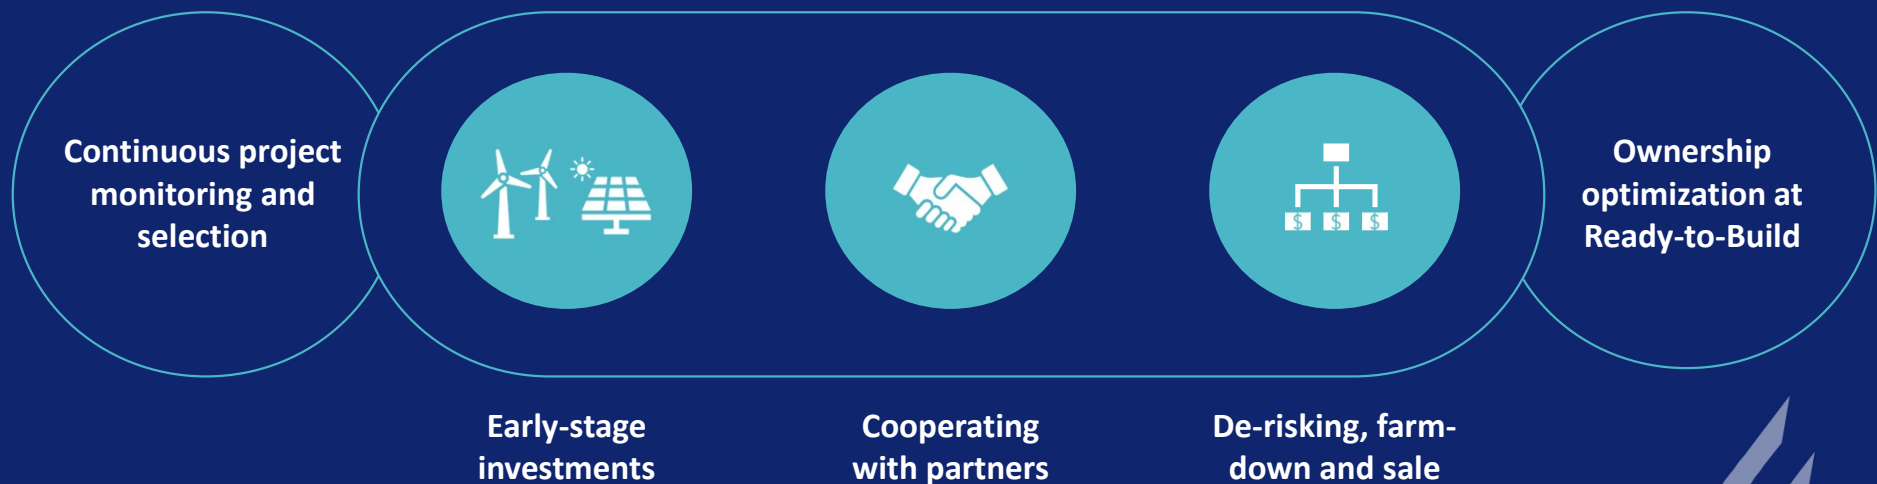 Continuous project
monitoring and
selection
$ $ $
Ownership
optimization at
Ready-to-Build
Early-stage
investments
Cooperating
with partners
De-risking, farm-
down and sale